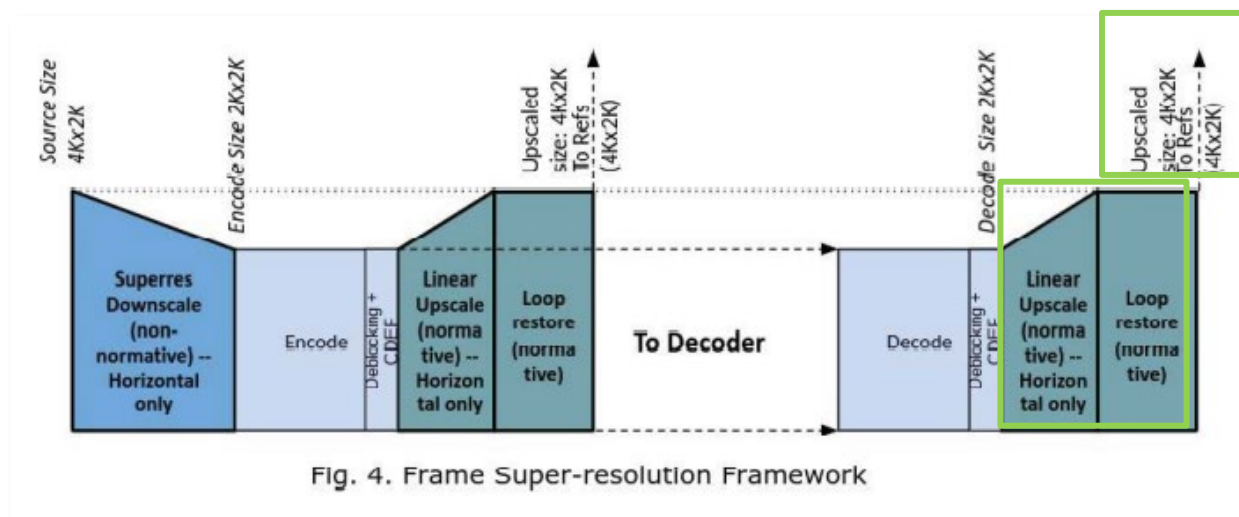 Source Size
4Kx2K
Encode Size 2Kx2K
Upscaled
size: 4Kx2K
To Refs
(4Kx2K)
Decode Size 2Kx2K
Upscaled
size: 4Kx2K
To Refs
(4Kx2K)
Superres
Downscale
(non-
normative) --
Horizontal
only
Encode
Deblocking +
CDEF
Linear
Upscale
(norma
tive) --
Horizon
tal only
Loop
restore
(norma
tive)
To Decoder
Decode
Deblocking +
CDEF
Linear
Upscale
(norma
tive) --
Horizon
tal only
Loop
restore
(norma
tive)
Fig. 4. Frame Super-resolution Framework